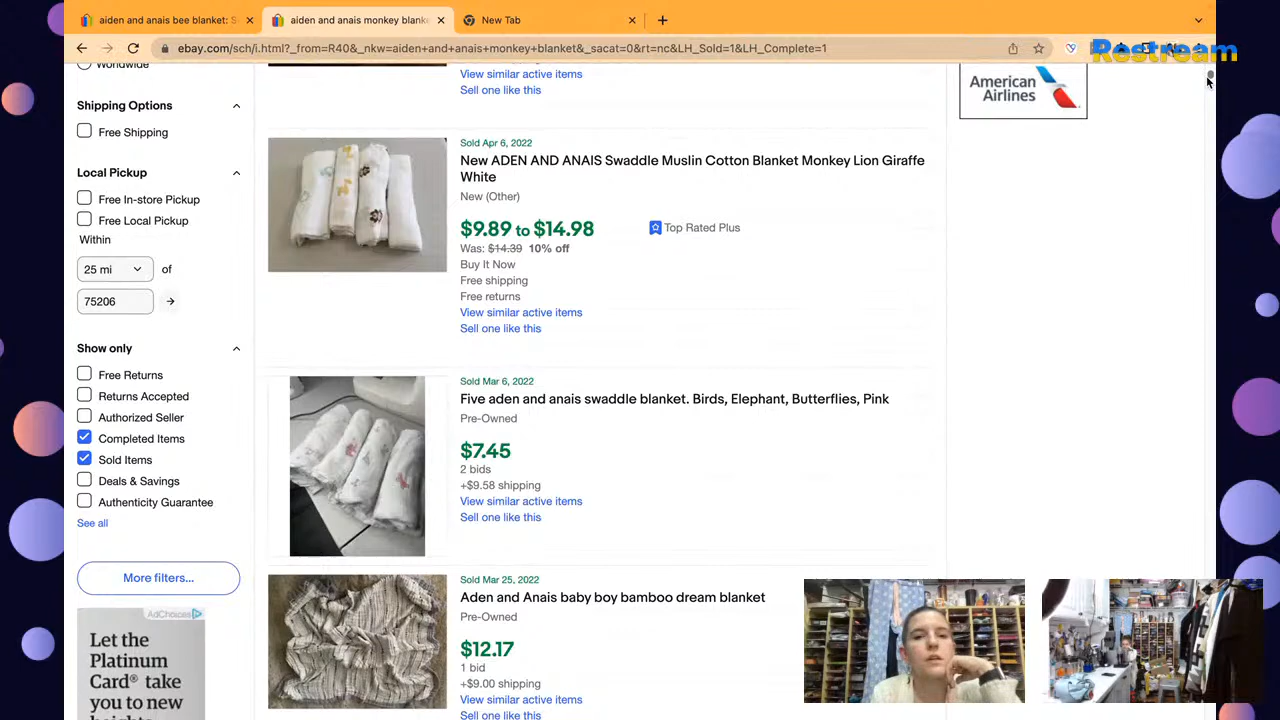 aiden and anais bee blanket: S
aiden and anais monkey blank
New Tab
ebay.com/sch/i.html?_from=R40&_nkw=aiden+and+anais+monkey+blanket&_sacat=0&rt=nc&LH_Sold=1&LH_Complete=1
Restream
Worldwide
Shipping Options
Free Shipping
Local Pickup
Free In-store Pickup
Free Local Pickup
Within
25 mi of
75206
Show only
Free Returns
Returns Accepted
Authorized Seller
Completed Items
Sold Items
Deals & Savings
Authenticity Guarantee
See all
More filters...
AdChoices
Let the
Platinum
Card® take
you to new
heights
View similar active items
Sell one like this
Sold Apr 6, 2022
New ADEN AND ANAIS Swaddle Muslin Cotton Blanket Monkey Lion Giraffe
White
New (Other)
$9.89 to $14.98
Top Rated Plus
Was: $14.39 10% off
Buy It Now
Free shipping
Free returns
View similar active items
Sell one like this
Sold Mar 6, 2022
Five aden and anais swaddle blanket. Birds, Elephant, Butterflies, Pink
Pre-Owned
$7.45
2 bids
+$9.58 shipping
View similar active items
Sell one like this
Sold Mar 25, 2022
Aden and Anais baby boy bamboo dream blanket
Pre-Owned
$12.17
1 bid
+$9.00 shipping
View similar active items
Sell one like this
American
Airlines